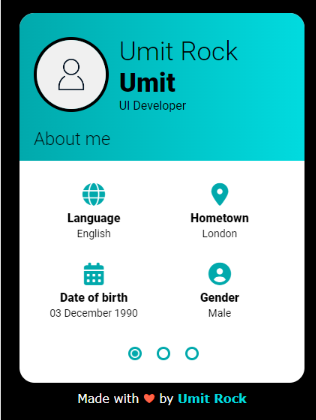 Umit Rock
Umit
UI Developer
About me
Language
English
Hometown
London
Date of birth
03 December 1990
Gender
Male
Made with ❤ by Umit Rock